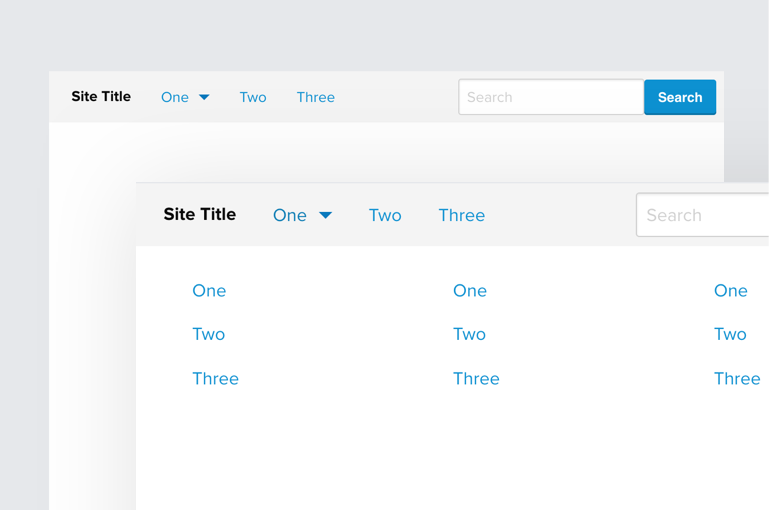 Site Title One Two Three Search Search
Site Title One Two Three Search
One One One
Two Two Two
Three Three Three